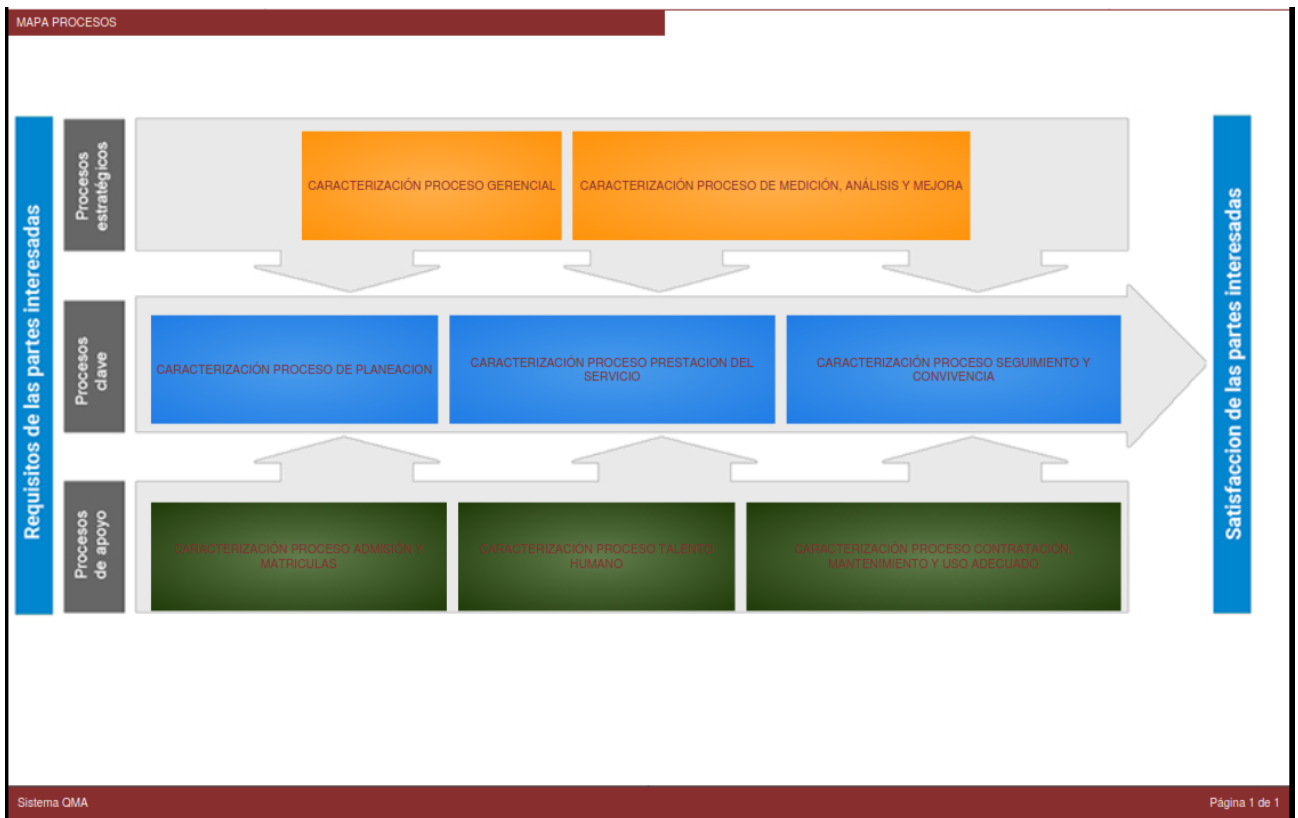 MAPA PROCESOS
Requisitos de las partes interesadas
Procesos
estratégicos
CARACTERIZACIÓN PROCESO GERENCIAL
CARACTERIZACIÓN PROCESO DE MEDICIÓN, ANÁLISIS Y MEJORA
Procesos
clave
CARACTERIZACIÓN PROCESO DE PLANEACION
CARACTERIZACIÓN PROCESO PRESTACION DEL
SERVICIO
CARACTERIZACIÓN PROCESO SEGUIMIENTO Y
CONVIVENCIA
Procesos
de apoyo
CARACTERIZACIÓN PROCESO ADMISION Y
MATRICULAS
CARACTERIZACIÓN PROCESO TALENTO
HUMANO
CARACTERIZACIÓN PROCESO CONTRATACIÓN,
MANTENIMIENTO Y USO ADECUADO
Satisfaccion de las partes interesadas
Sistema QMA
Página 1 de 1